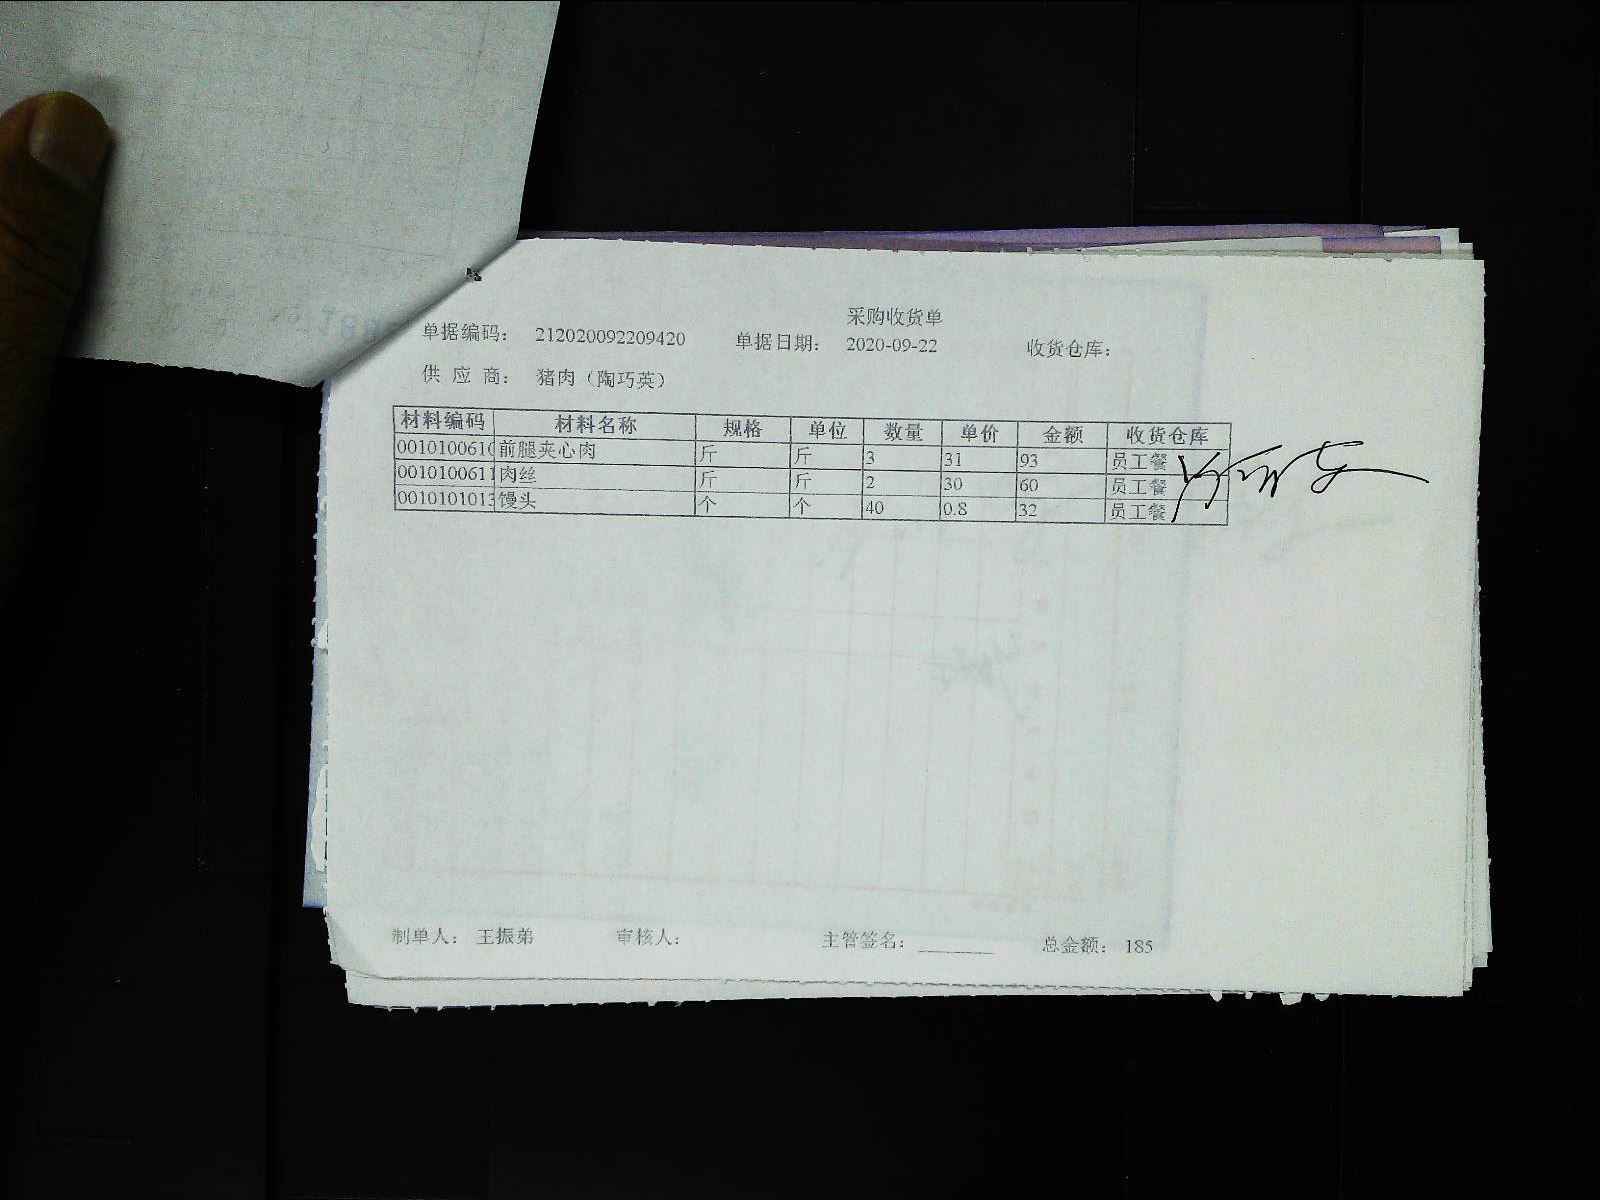 采购收货单
单据编码： 212020092209420 单据日期： 2020-09-22 收货仓库：
供 应 商： 猪肉（陶巧英）
材料编码 材料名称 规格 单位 数量 单价 金额 收货仓库
0010100610 前腿夹心肉 斤 斤 3 31 93 员工餐
0010100611 肉丝 斤 斤 2 30 60 员工餐
0010101013 馒头 个 个 40 0.8 32 员工餐
制单人： 王振弟 审核人： 主管签名： 总金额： 185